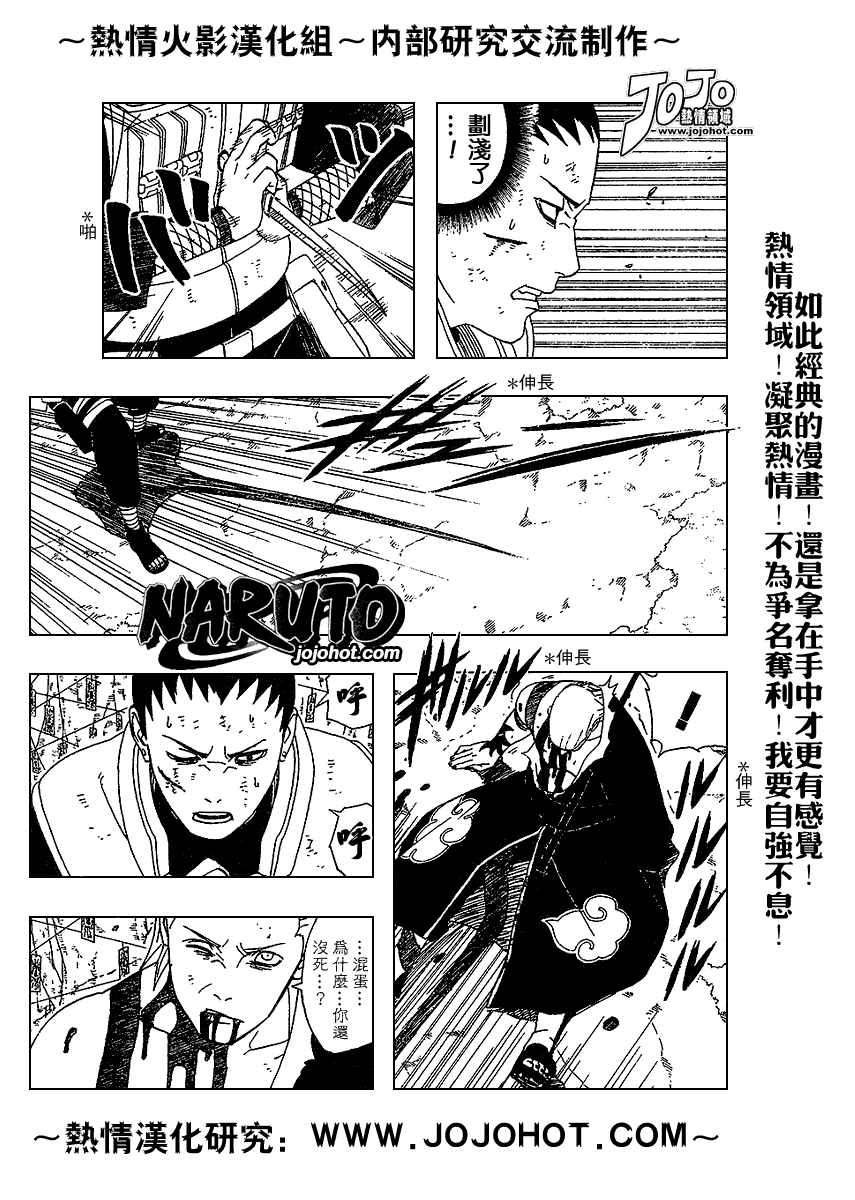 ～熱情火影漢化組～内部研究交流制作～
JOJO
熱情領域
www.jojohot.com
劃淺了
…！
*啪
*伸長
NARUTO
jojohot.com
*伸長
！
*伸長
呼
呼
…混蛋…
為什麼…你還
沒死…？
如此經典的漫畫！還是拿在手中才更有感覺！
熱情領域！凝聚熱情！不為爭名奪利！我要自強不息！
～熱情漢化研究：WWW.JOJOHOT.COM～